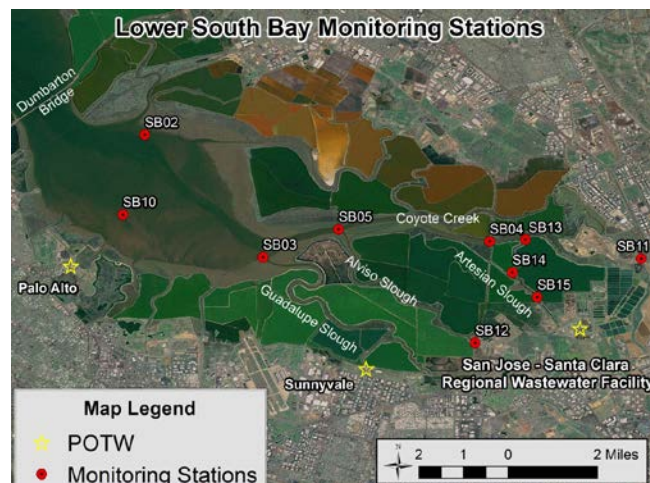 Lower South Bay Monitoring Stations
Dumbarton
Bridge
SB02
SB10
SB05
Coyote Creek
SB04
SB13
SB03
SB11
Alviso Slough
Artesian Slough
SB14
Palo Alto
SB15
Guadalupe Slough
SB12
San Jose - Santa Clara
Regional Wastewater Facility
Sunnyvale
Map Legend
POTW
Monitoring Stations
N
2 1 0 2 Miles